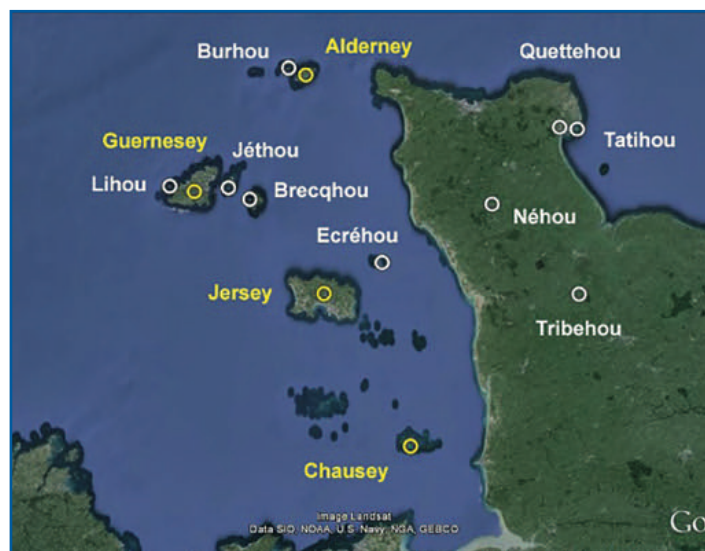 Burhou
Alderney
Quettehou
Guernesey
Jéthou
Tatihou
Lihou
Brecqhou
Néhou
Ecréhou
Jersey
Tribehou
Chausey
Image Landsat
Data SIO, NOAA, U.S. Navy, NGA, GEBCO
Go